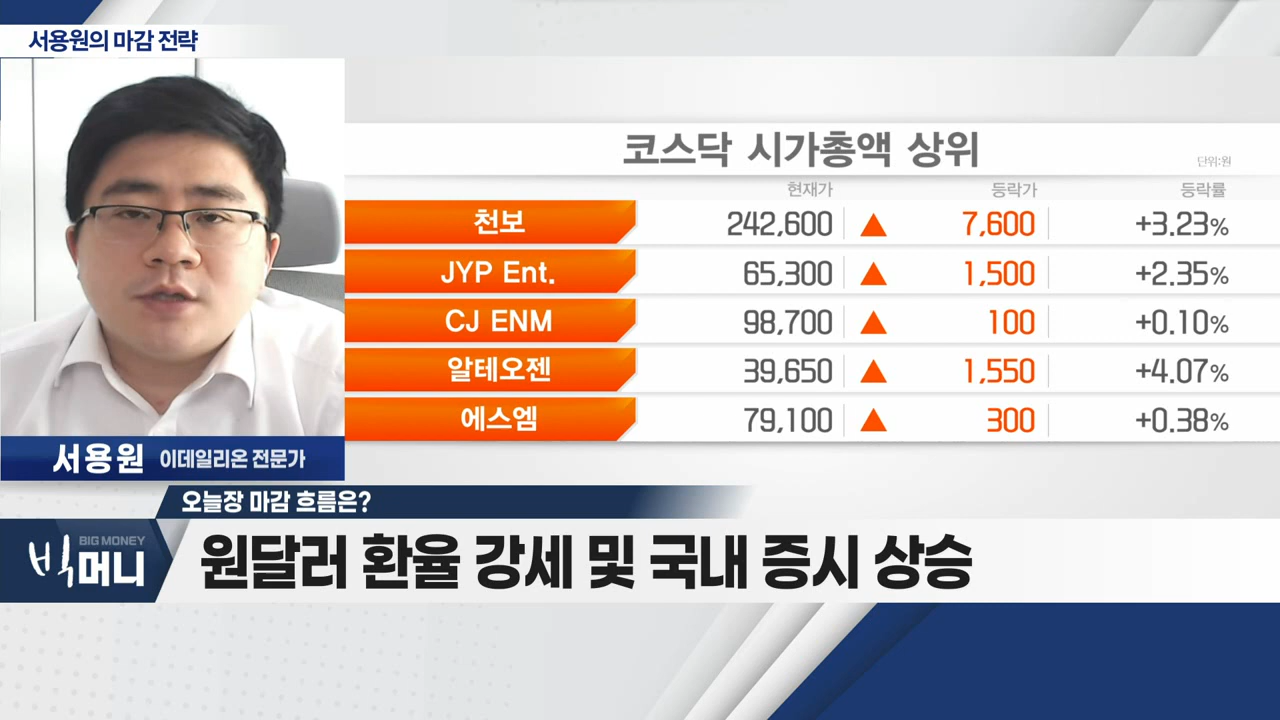 서용원의 마감 전략
코스닥 시가총액 상위
단위:원
현재가 등락가 등락률
천보 242,600 ▲ 7,600 +3.23%
JYP Ent. 65,300 ▲ 1,500 +2.35%
CJ ENM 98,700 ▲ 100 +0.10%
알테오젠 39,650 ▲ 1,550 +4.07%
에스엠 79,100 ▲ 300 +0.38%
서용원 이데일리온 전문가
오늘장 마감 흐름은?
BIG MONEY
빅머니
원달러 환율 강세 및 국내 증시 상승